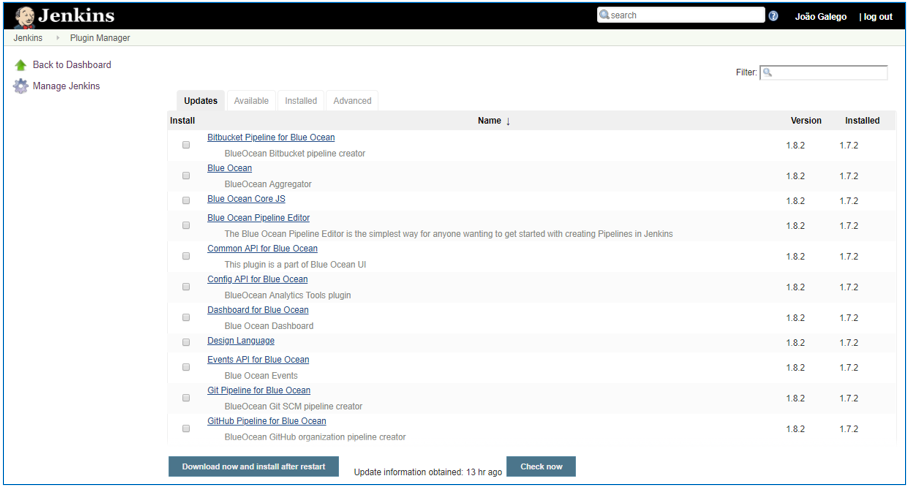 Jenkins
search
João Galego
| log out
Jenkins
Plugin Manager
Back to Dashboard
Manage Jenkins
Filter:
Updates
Available
Installed
Advanced
Install
Name ↓
Version
Installed
Bitbucket Pipeline for Blue Ocean
BlueOcean Bitbucket pipeline creator
1.8.2
1.7.2
Blue Ocean
BlueOcean Aggregator
1.8.2
1.7.2
Blue Ocean Core JS
1.8.2
1.7.2
Blue Ocean Pipeline Editor
The Blue Ocean Pipeline Editor is the simplest way for anyone wanting to get started with creating Pipelines in Jenkins
1.8.2
1.7.2
Common API for Blue Ocean
This plugin is a part of Blue Ocean UI
1.8.2
1.7.2
Config API for Blue Ocean
BlueOcean Analytics Tools plugin
1.8.2
1.7.2
Dashboard for Blue Ocean
Blue Ocean Dashboard
1.8.2
1.7.2
Design Language
1.8.2
1.7.2
Events API for Blue Ocean
Blue Ocean Events
1.8.2
1.7.2
Git Pipeline for Blue Ocean
BlueOcean Git SCM pipeline creator
1.8.2
1.7.2
GitHub Pipeline for Blue Ocean
BlueOcean GitHub organization pipeline creator
1.8.2
1.7.2
Download now and install after restart
Update information obtained: 13 hr ago
Check now